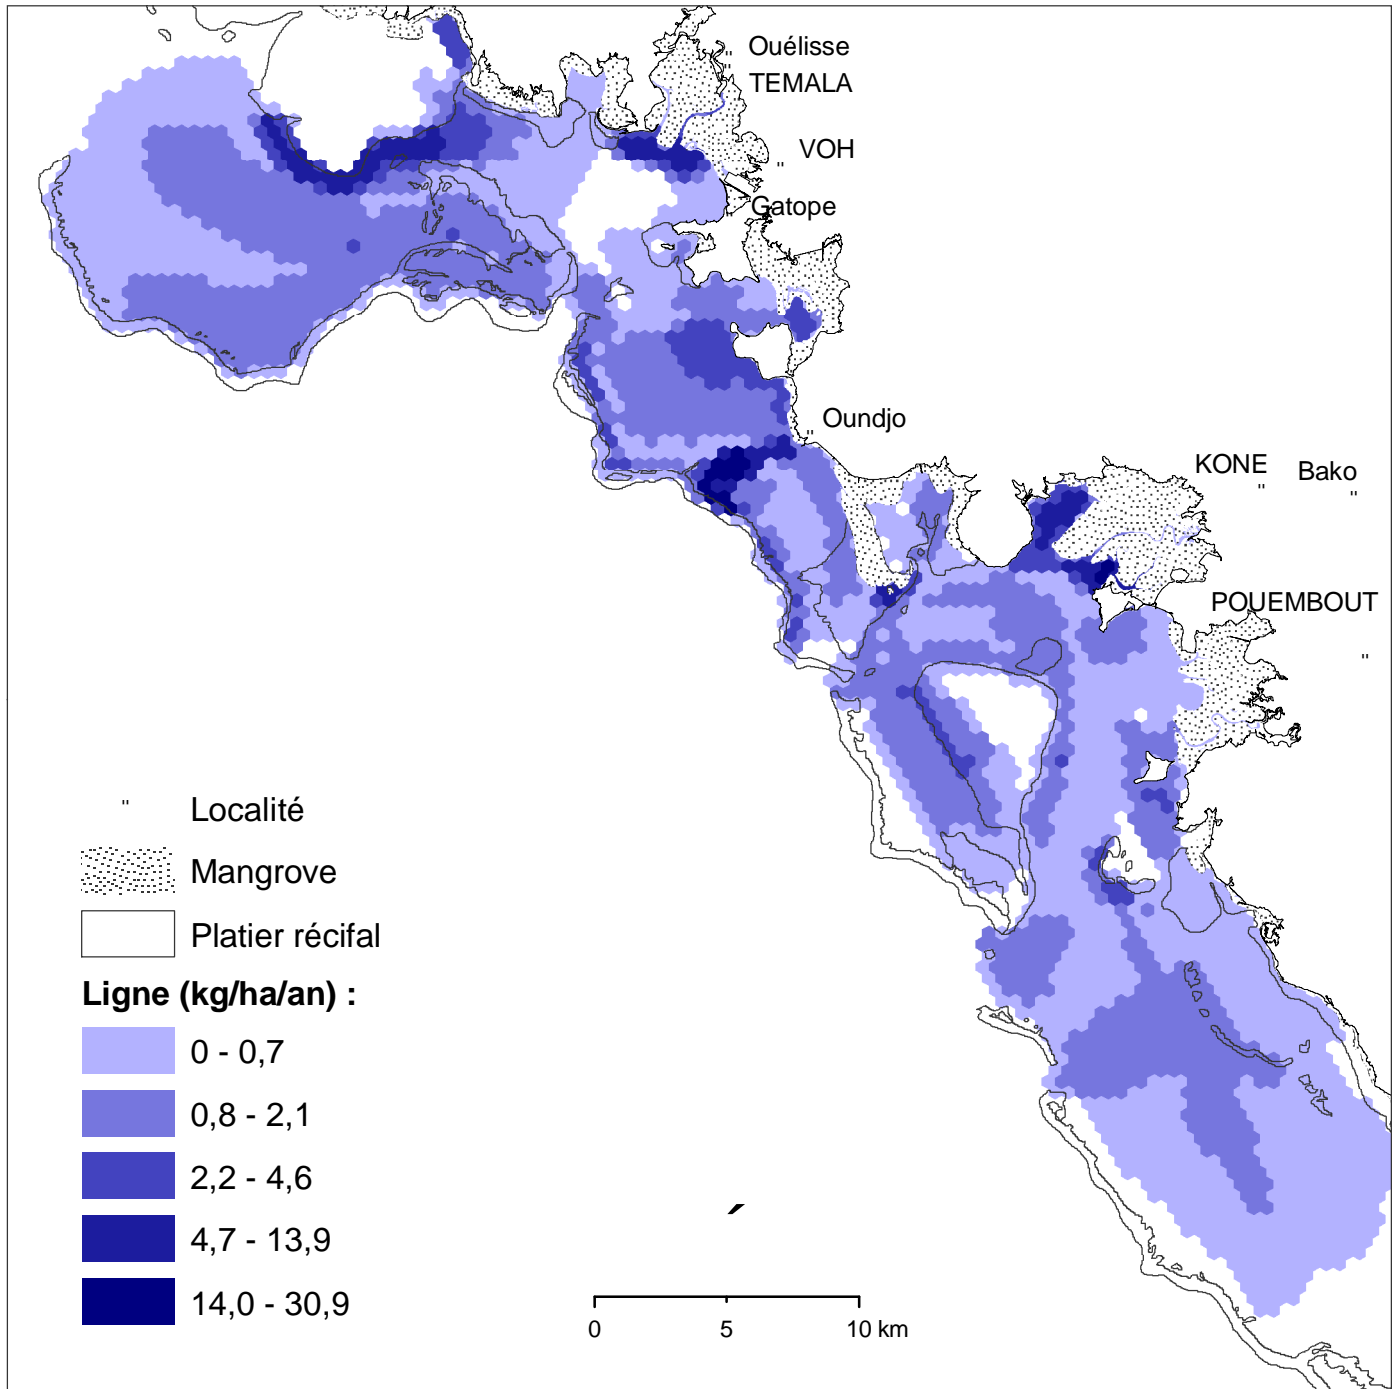 Ouélisse
TEMALA
VOH
Gatope
Oundjo
KONE
Bako
POUEMBOUT
" Localité
Mangrove
Platier récifal
Ligne (kg/ha/an) :
0 - 0,7
0,8 - 2,1
2,2 - 4,6
4,7 - 13,9
14,0 - 30,9
0 5 10 km